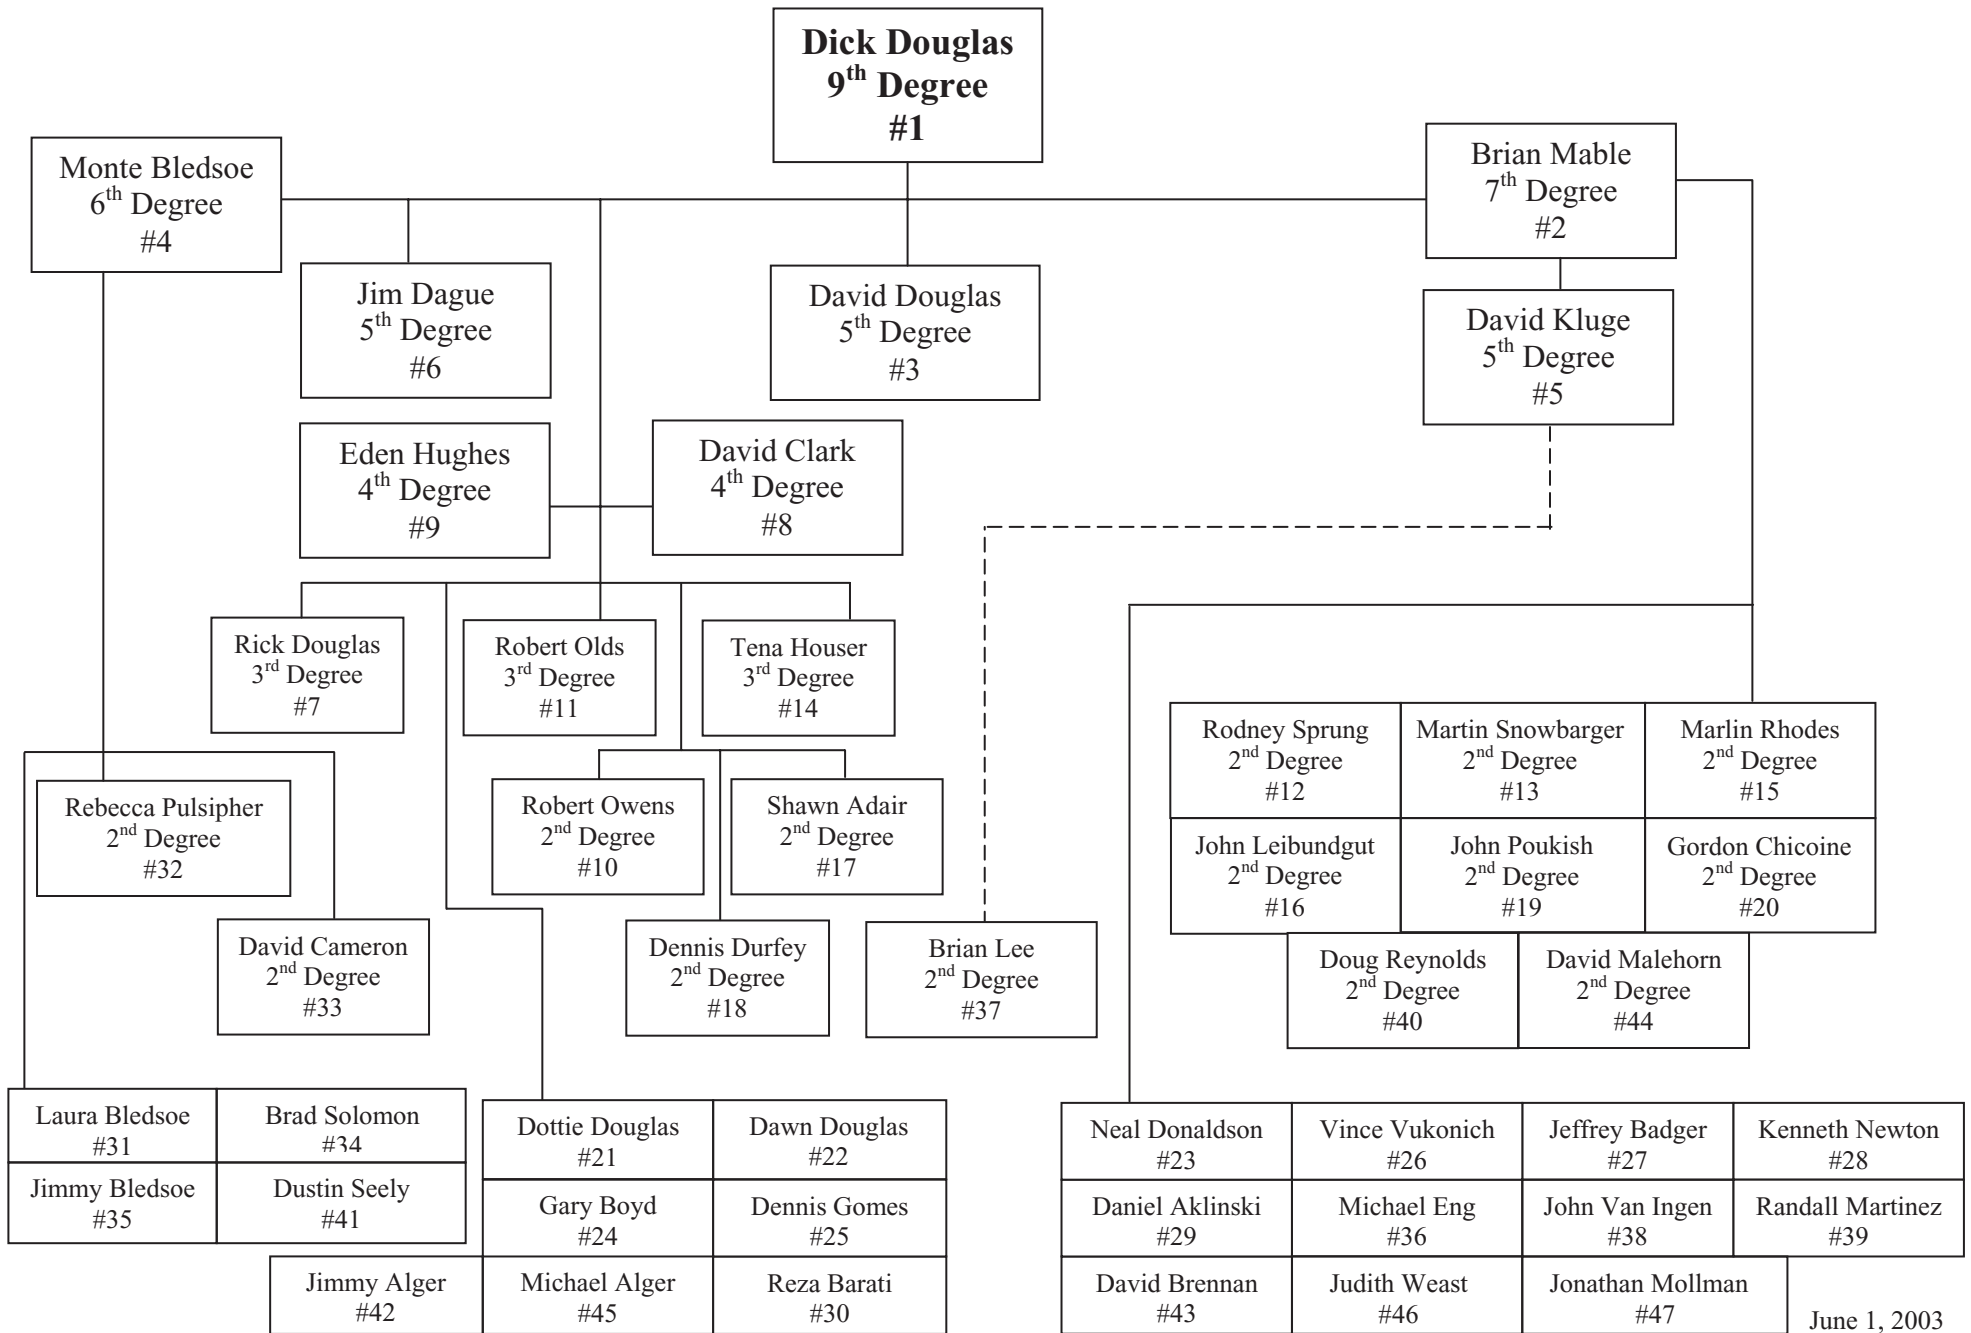 Dick Douglas
9th Degree
#1
Monte Bledsoe
6th Degree
#4
Brian Mable
7th Degree
#2
Jim Dague
5th Degree
#6
David Douglas
5th Degree
#3
David Kluge
5th Degree
#5
Eden Hughes
4th Degree
#9
David Clark
4th Degree
#8
Rick Douglas
3rd Degree
#7
Robert Olds
3rd Degree
#11
Tena Houser
3rd Degree
#14
Rodney Sprung
2nd Degree
#12
Martin Snowbarger
2nd Degree
#13
Marlin Rhodes
2nd Degree
#15
Rebecca Pulsipher
2nd Degree
#32
Robert Owens
2nd Degree
#10
Shawn Adair
2nd Degree
#17
John Leibundgut
2nd Degree
#16
John Poukish
2nd Degree
#19
Gordon Chicoine
2nd Degree
#20
David Cameron
2nd Degree
#33
Dennis Durfey
2nd Degree
#18
Brian Lee
2nd Degree
#37
Doug Reynolds
2nd Degree
#40
David Malehorn
2nd Degree
#44
Laura Bledsoe
#31
Brad Solomon
#34
Jimmy Bledsoe
#35
Dustin Seely
#41
Dottie Douglas
#21
Dawn Douglas
#22
Gary Boyd
#24
Dennis Gomes
#25
Jimmy Alger
#42
Michael Alger
#45
Reza Barati
#30
Neal Donaldson
#23
Vince Vukonich
#26
Jeffrey Badger
#27
Kenneth Newton
#28
Daniel Aklinski
#29
Michael Eng
#36
John Van Ingen
#38
Randall Martinez
#39
David Brennan
#43
Judith Weast
#46
Jonathan Mollman
#47
June 1, 2003